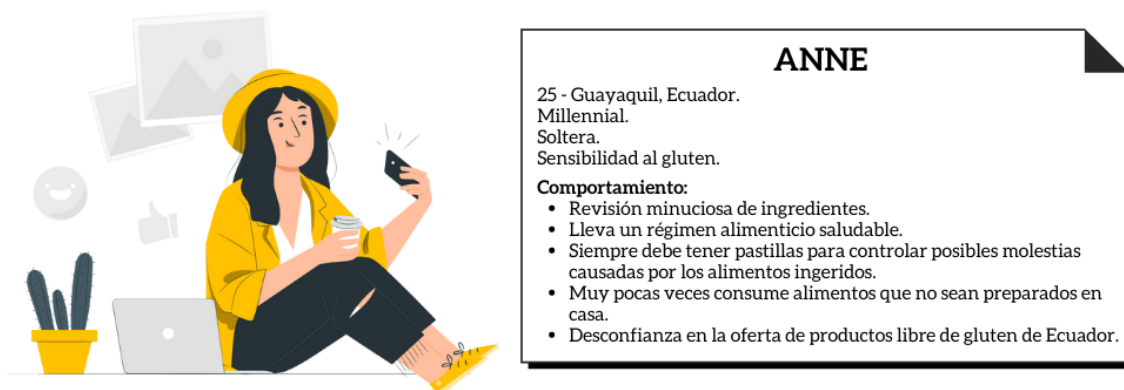 ANNE
25 - Guayaquil, Ecuador.
Millennial.
Soltera.
Sensibilidad al gluten.
Comportamiento:
• Revisión minuciosa de ingredientes.
• Lleva un régimen alimenticio saludable.
• Siempre debe tener pastillas para controlar posibles molestias
causadas por los alimentos ingeridos.
• Muy pocas veces consume alimentos que no sean preparados en
casa.
• Desconfianza en la oferta de productos libre de gluten de Ecuador.